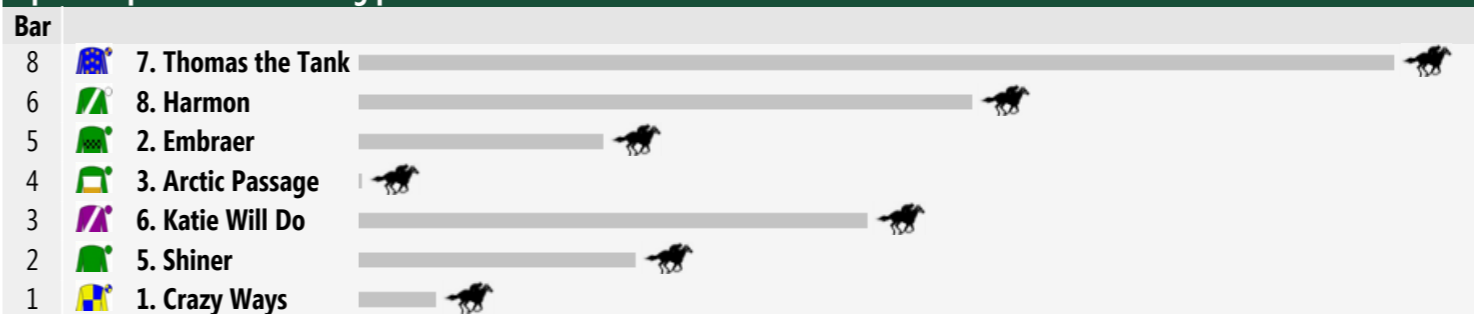 Bar
8 7. Thomas the Tank
6 8. Harmon
5 2. Embraer
4 3. Arctic Passage
3 6. Katie Will Do
2 5. Shiner
1 1. Crazy Ways